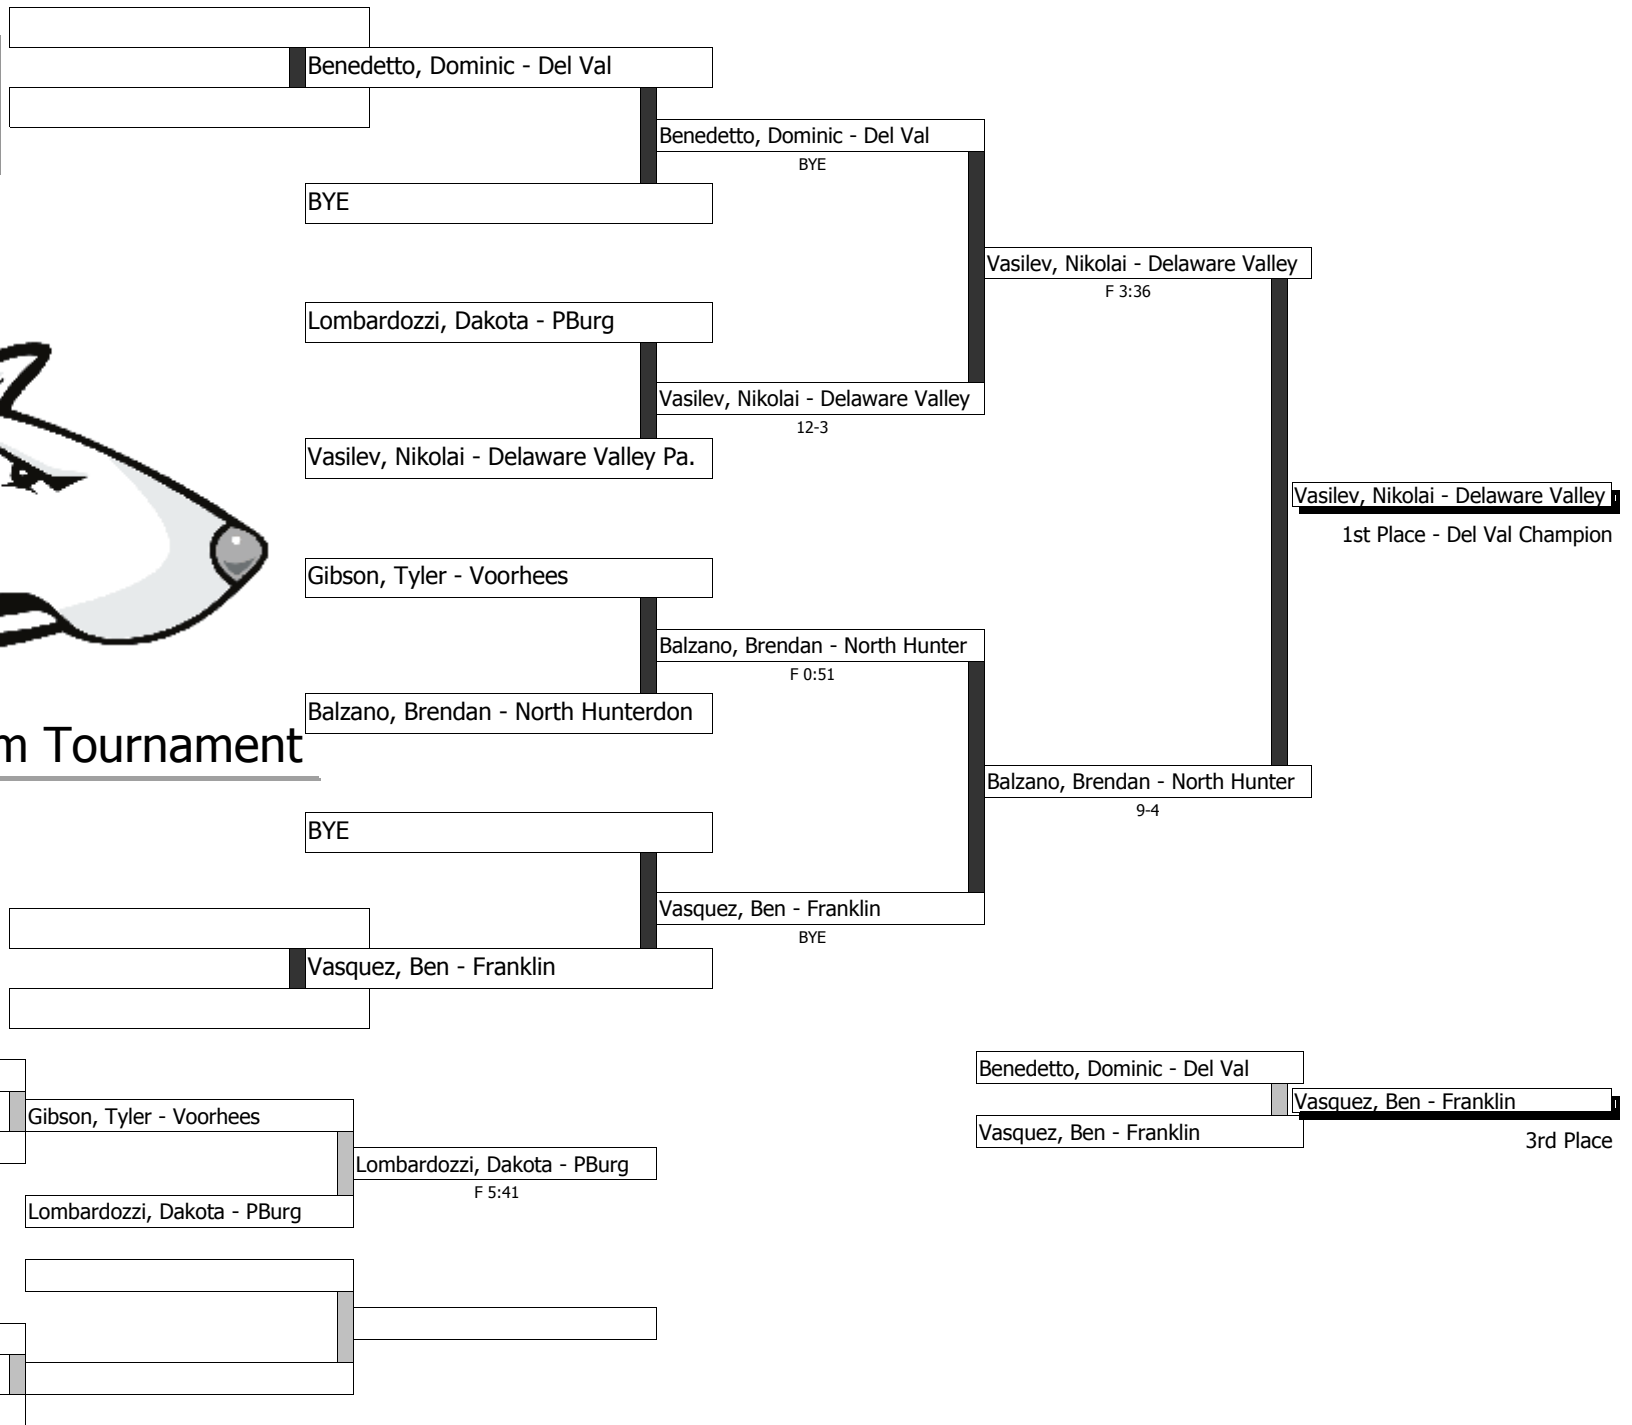 Benedetto, Dominic - Del Val
Benedetto, Dominic - Del Val
BYE
BYE
Vasilev, Nikolai - Delaware Valley
F 3:36
Lombardozzi, Dakota - PBurg
Vasilev, Nikolai - Delaware Valley
12-3
Vasilev, Nikolai - Delaware Valley Pa.
Vasilev, Nikolai - Delaware Valley
1st Place - Del Val Champion
Gibson, Tyler - Voorhees
Balzano, Brendan - North Hunter
F 0:51
Balzano, Brendan - North Hunterdon
m Tournament
Balzano, Brendan - North Hunter
9-4
BYE
Vasquez, Ben - Franklin
BYE
Vasquez, Ben - Franklin
Benedetto, Dominic - Del Val
Vasquez, Ben - Franklin
Vasquez, Ben - Franklin
3rd Place
Gibson, Tyler - Voorhees
Lombardozzi, Dakota - PBurg
F 5:41
Lombardozzi, Dakota - PBurg